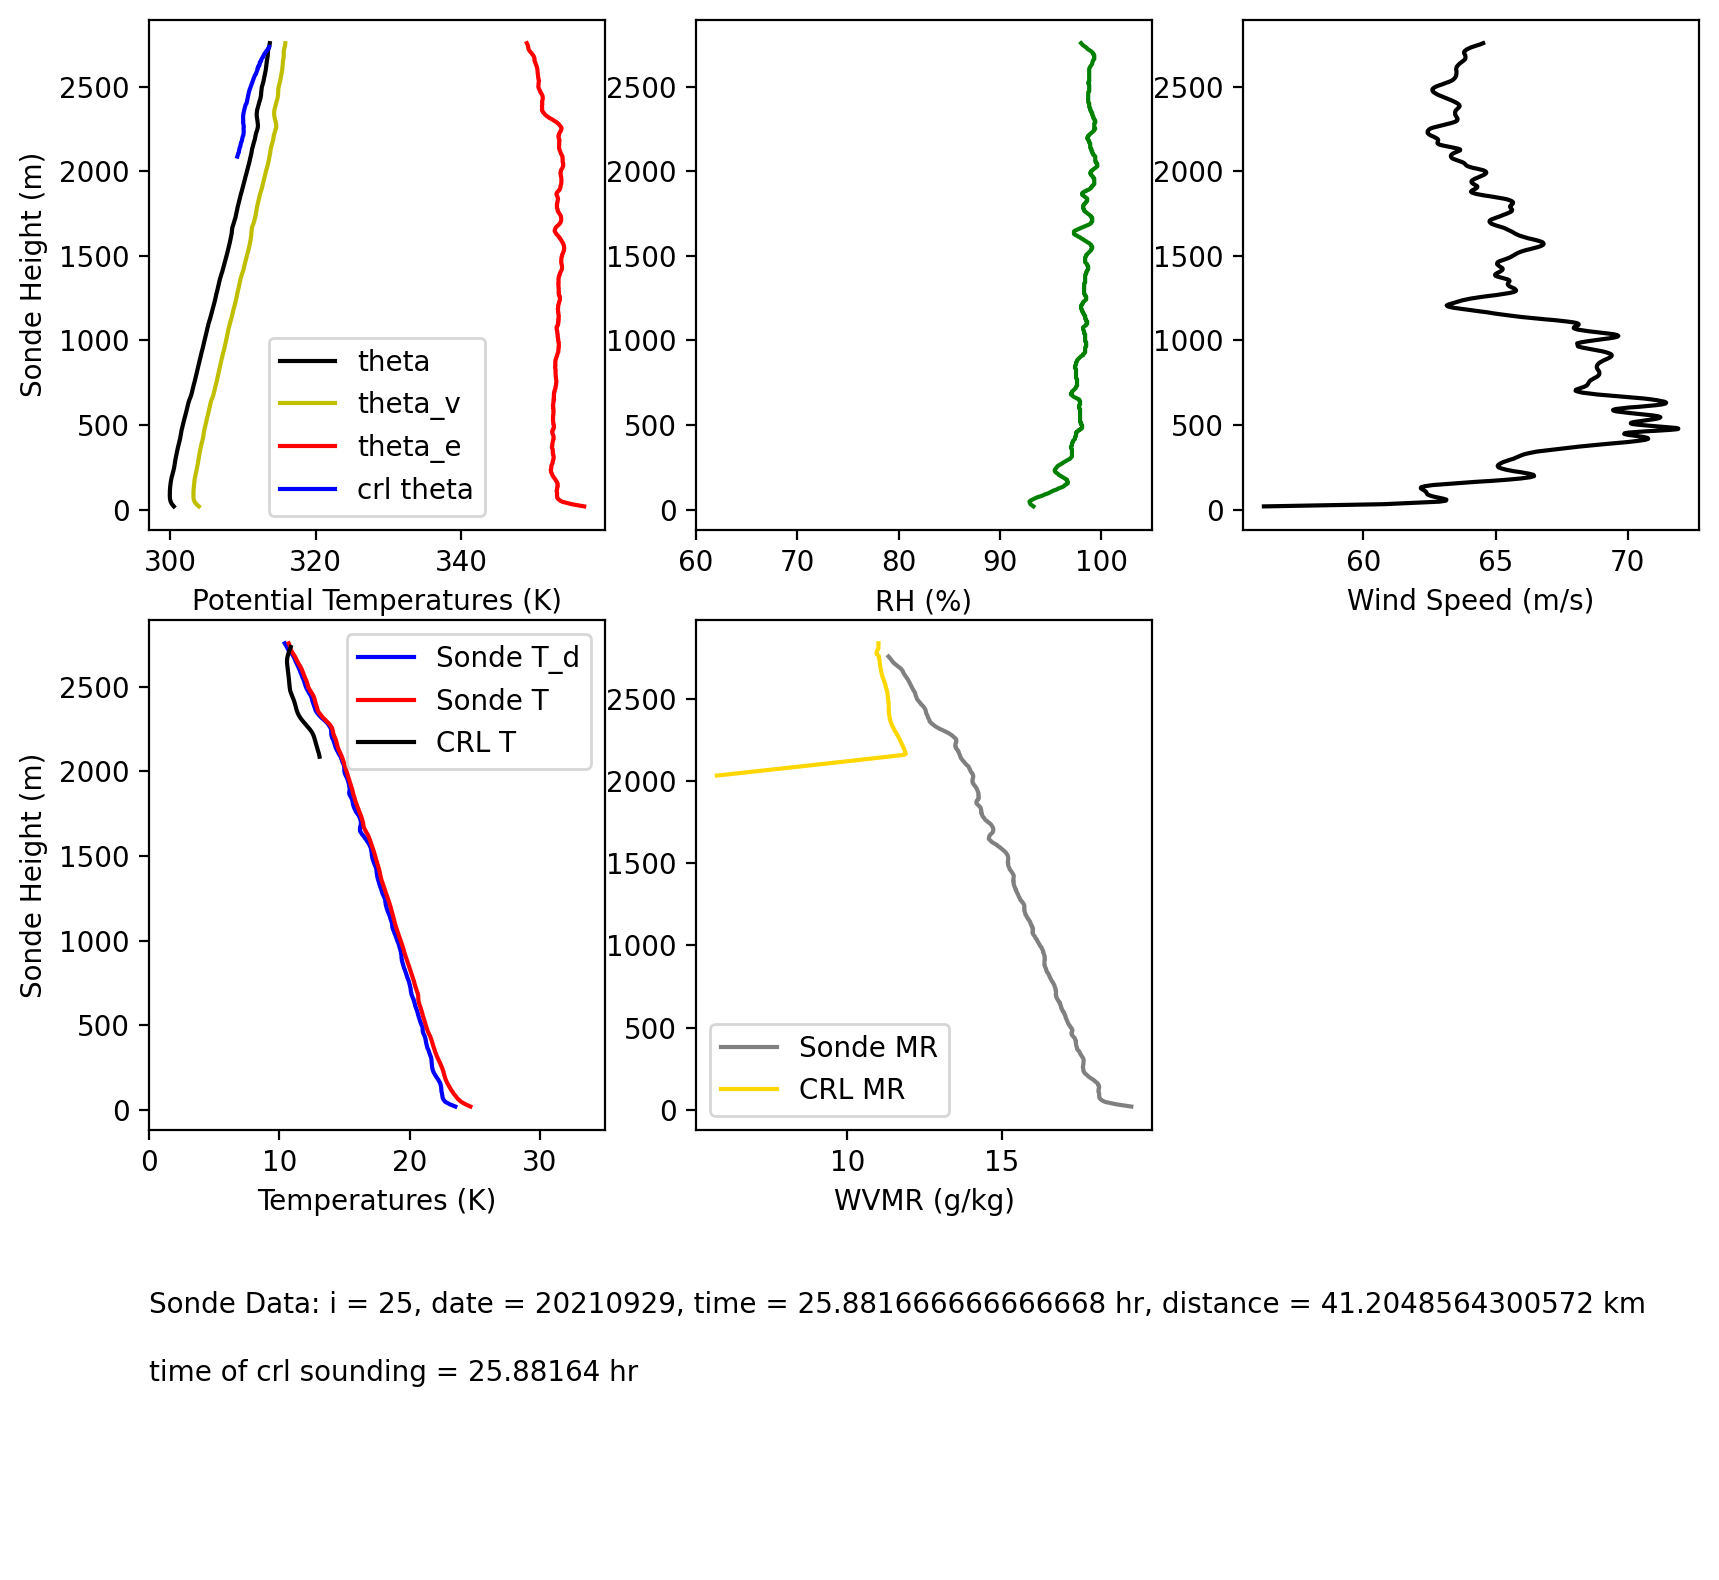 2500
2000
1500
1000
500
0
Sonde Height (m)
300
320
340
Potential Temperatures (K)
theta
theta_v
theta_e
crl theta
2500
2000
1500
1000
500
0
60
70
80
90
100
RH (%)
2500
2000
1500
1000
500
0
60
65
70
Wind Speed (m/s)
2500
2000
1500
1000
500
0
Sonde Height (m)
0
10
20
30
Temperatures (K)
Sonde T_d
Sonde T
CRL T
2500
2000
1500
1000
500
0
10
15
WVMR (g/kg)
Sonde MR
CRL MR
Sonde Data: i = 25, date = 20210929, time = 25.881666666666668 hr, distance = 41.2048564300572 km
time of crl sounding = 25.88164 hr